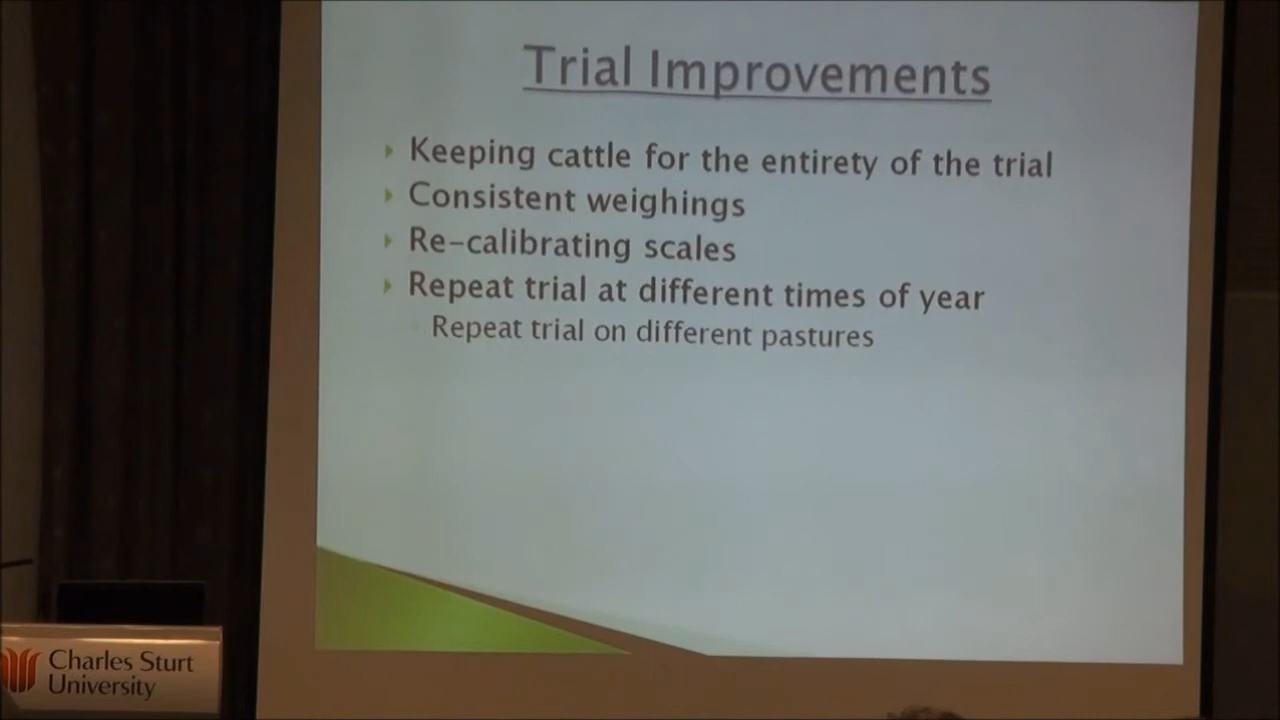 Trial Improvements
Keeping cattle for the entirety of the trial
Consistent weighings
Re-calibrating scales
Repeat trial at different times of year
Repeat trial on different pastures
Charles Sturt
University